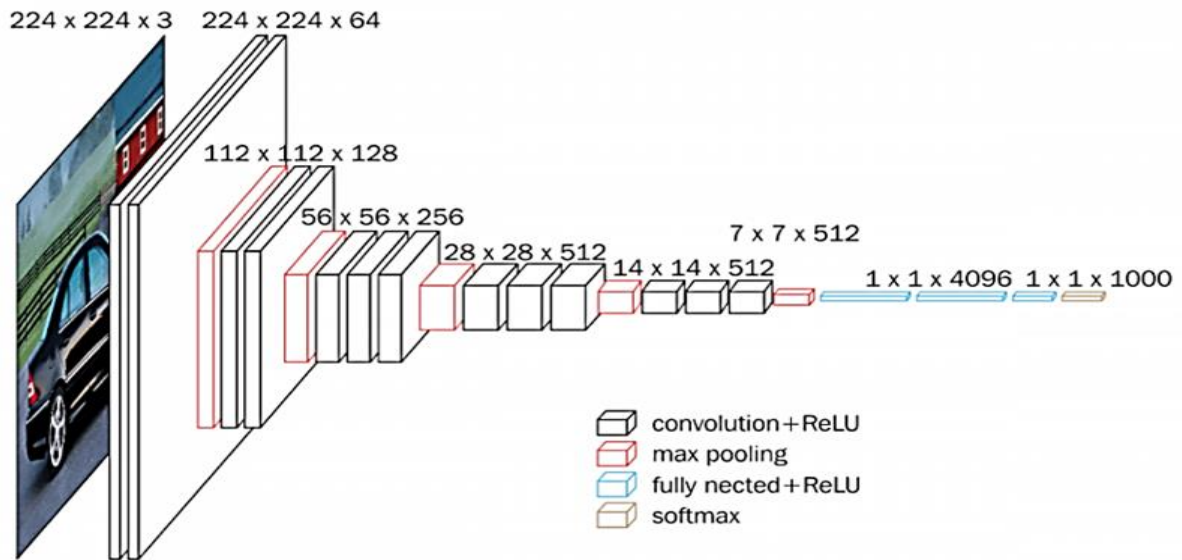 224 x 224 x 3
224 x 224 x 64
112 x 112 x 128
56 x 56 x 256
28 x 28 x 512
14 x 14 x 512
7 x 7 x 512
1 x 1 x 4096
1 x 1 x 1000
convolution+ReLU
max pooling
fully nected+ReLU
softmax